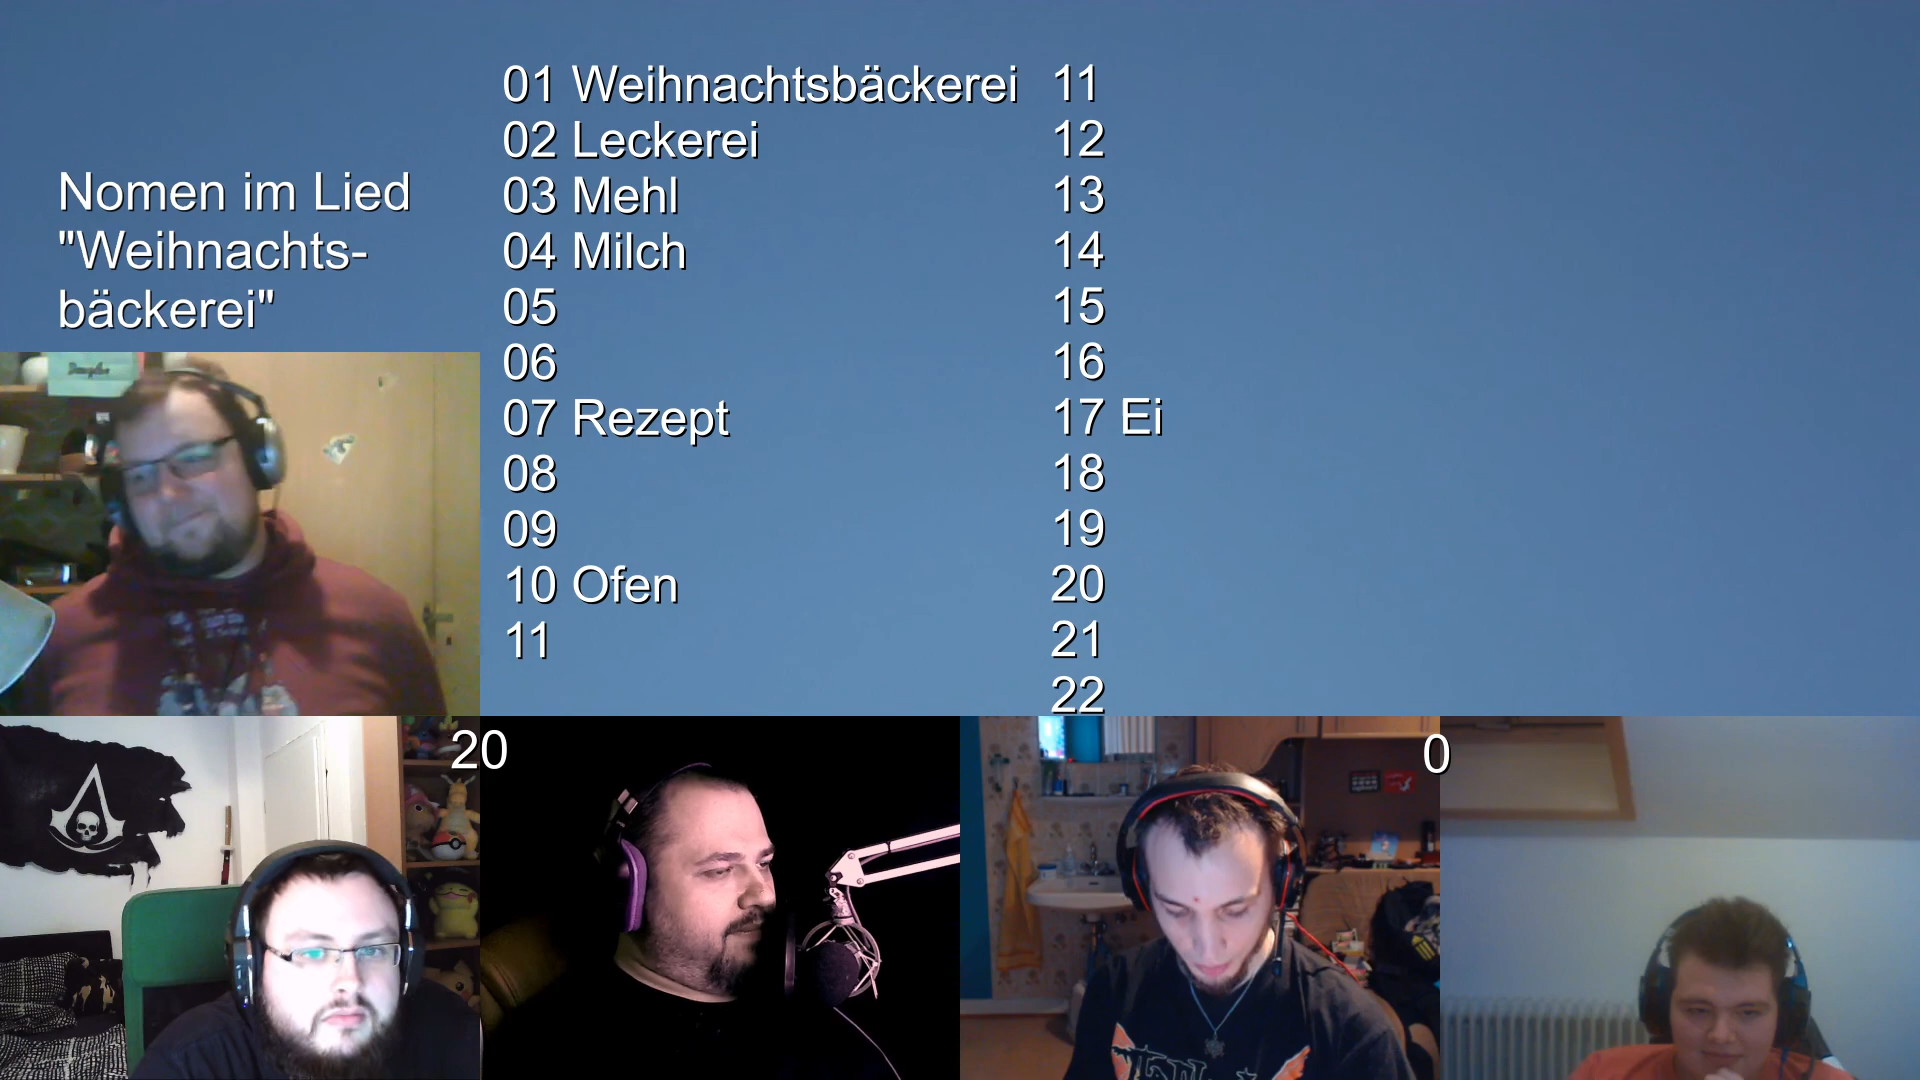 Nomen im Lied
"Weihnachts-
bäckerei"
01 Weihnachtsbäckerei
02 Leckerei
03 Mehl
04 Milch
05
06
07 Rezept
08
09
10 Ofen
11
11
12
13
14
15
16
17 Ei
18
19
20
21
22
20
0